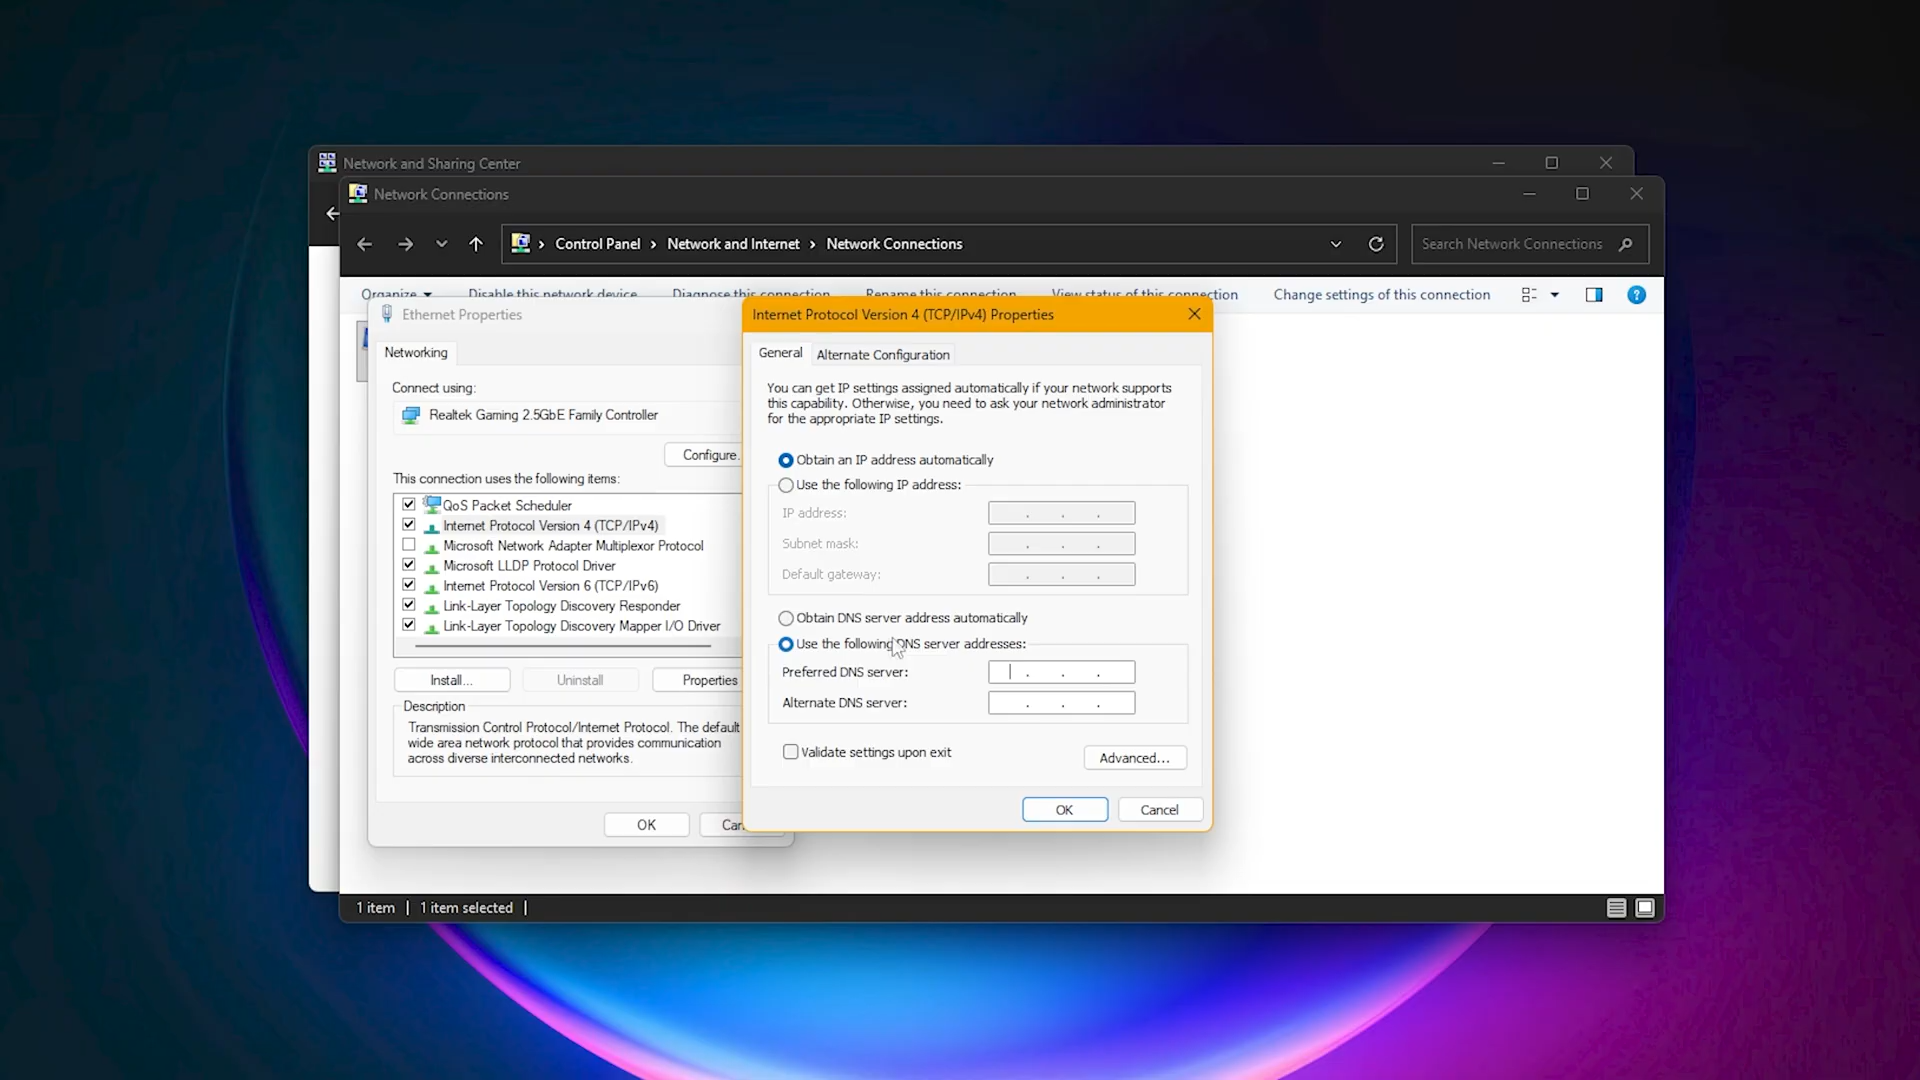 Network and Sharing Center
Network Connections
Control Panel > Network and Internet > Network Connections
Search Network Connections
Organize Disable this network device Diagnose this connection Rename this connection View status of this connection Change settings of this connection
Ethernet Properties
Networking
Connect using:
Realtek Gaming 2.5GbE Family Controller
Configure.
This connection uses the following items:
QoS Packet Scheduler
Internet Protocol Version 4 (TCP/IPv4)
Microsoft Network Adapter Multiplexor Protocol
Microsoft LLDP Protocol Driver
Internet Protocol Version 6 (TCP/IPv6)
Link-Layer Topology Discovery Responder
Link-Layer Topology Discovery Mapper I/O Driver
Install... Uninstall Properties
Description
Transmission Control Protocol/Internet Protocol. The default
wide area network protocol that provides communication
across diverse interconnected networks.
OK Can
Internet Protocol Version 4 (TCP/IPv4) Properties
General Alternate Configuration
You can get IP settings assigned automatically if your network supports
this capability. Otherwise, you need to ask your network administrator
for the appropriate IP settings.
Obtain an IP address automatically
Use the following IP address:
IP address: . . .
Subnet mask: . . .
Default gateway: . . .
Obtain DNS server address automatically
Use the following DNS server addresses:
Preferred DNS server: . . .
Alternate DNS server: . . .
Validate settings upon exit
Advanced...
OK Cancel
1 item | 1 item selected |